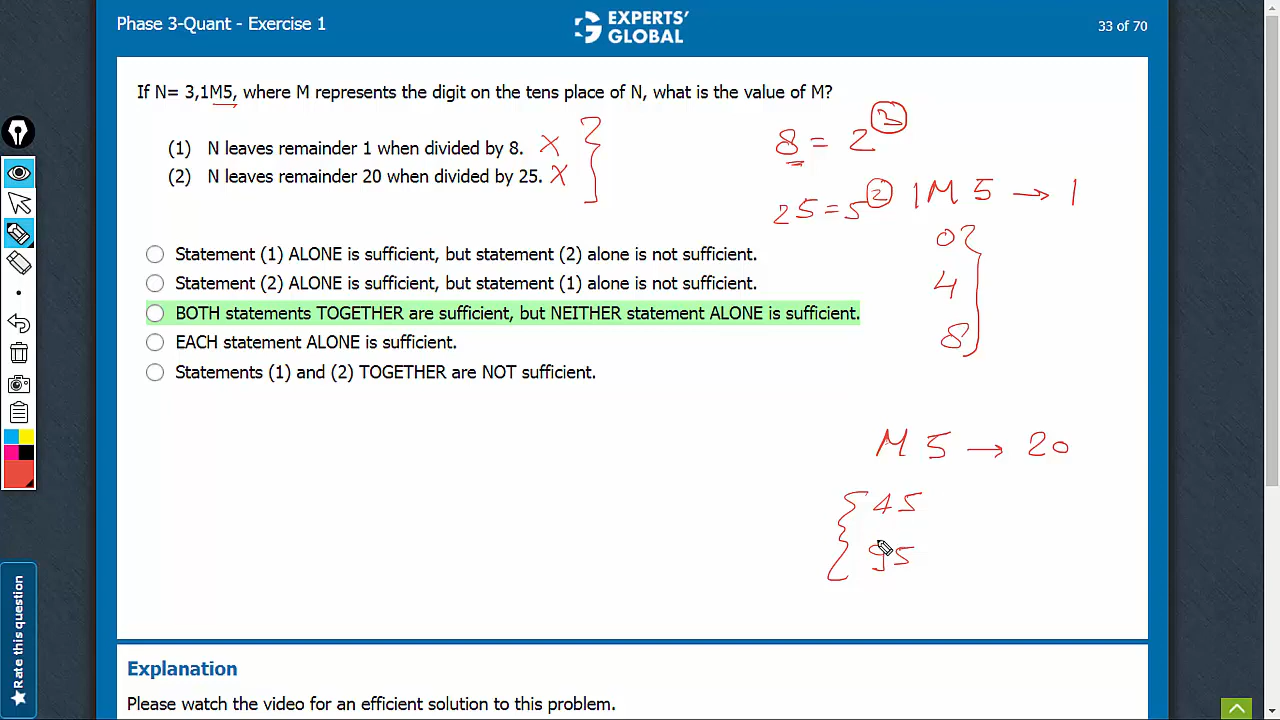 Phase 3-Quant - Exercise 1
EXPERTS' GLOBAL
33 of 70
If N= 3,1M5, where M represents the digit on the tens place of N, what is the value of M?
(1) N leaves remainder 1 when divided by 8. X
(2) N leaves remainder 20 when divided by 25. X
8 = 2^3
25 = 5^2
1M5 → 1
0
4
8
Statement (1) ALONE is sufficient, but statement (2) alone is not sufficient.
Statement (2) ALONE is sufficient, but statement (1) alone is not sufficient.
BOTH statements TOGETHER are sufficient, but NEITHER statement ALONE is sufficient.
EACH statement ALONE is sufficient.
Statements (1) and (2) TOGETHER are NOT sufficient.
M5 → 20
45
95
Rate this question
Explanation
Please watch the video for an efficient solution to this problem.